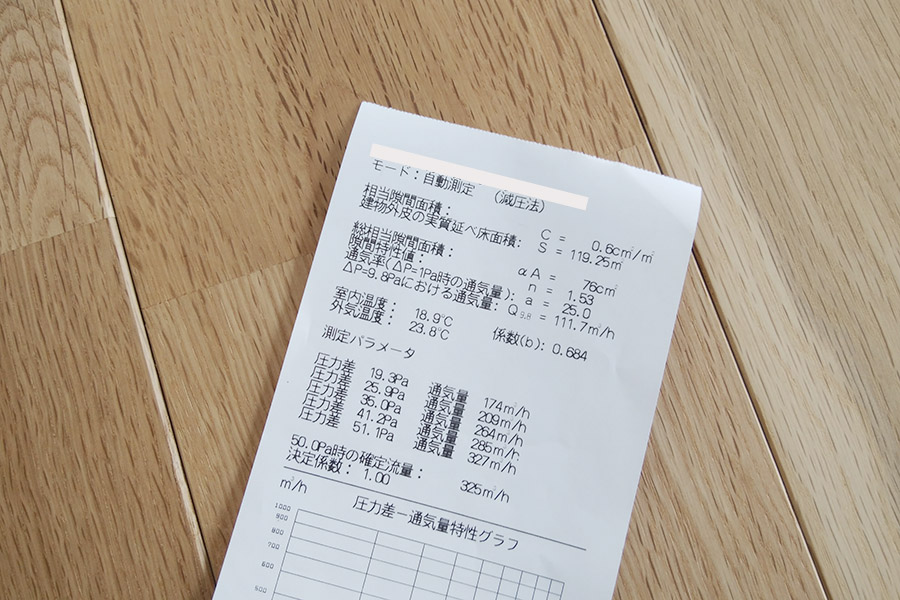 モード：自動測定 （減圧法）
相当隙間面積： C = 0.6c㎡/㎡
建物外皮の実質延べ床面積： S = 119.25㎡
総相当隙間面積： αA = 76c㎡
隙間特性値： n = 1.53
通気率(ΔP=1Pa時の通気量)： a = 25.0
ΔP=9.8Paにおける通気量： Q9.8 = 111.7㎥/h
室内温度： 18.9℃
外気温度： 23.8℃ 係数(b)：0.684
測定パラメータ
圧力差 19.3Pa 通気量 174㎥/h
圧力差 25.9Pa 通気量 209㎥/h
圧力差 35.0Pa 通気量 264㎥/h
圧力差 41.2Pa 通気量 285㎥/h
圧力差 51.1Pa 通気量 327㎥/h
50.0Pa時の確定流量： 325㎥/h
決定係数： 1.00
㎥/h 圧力差－通気量特性グラフ
1000
900
800
700
600
500